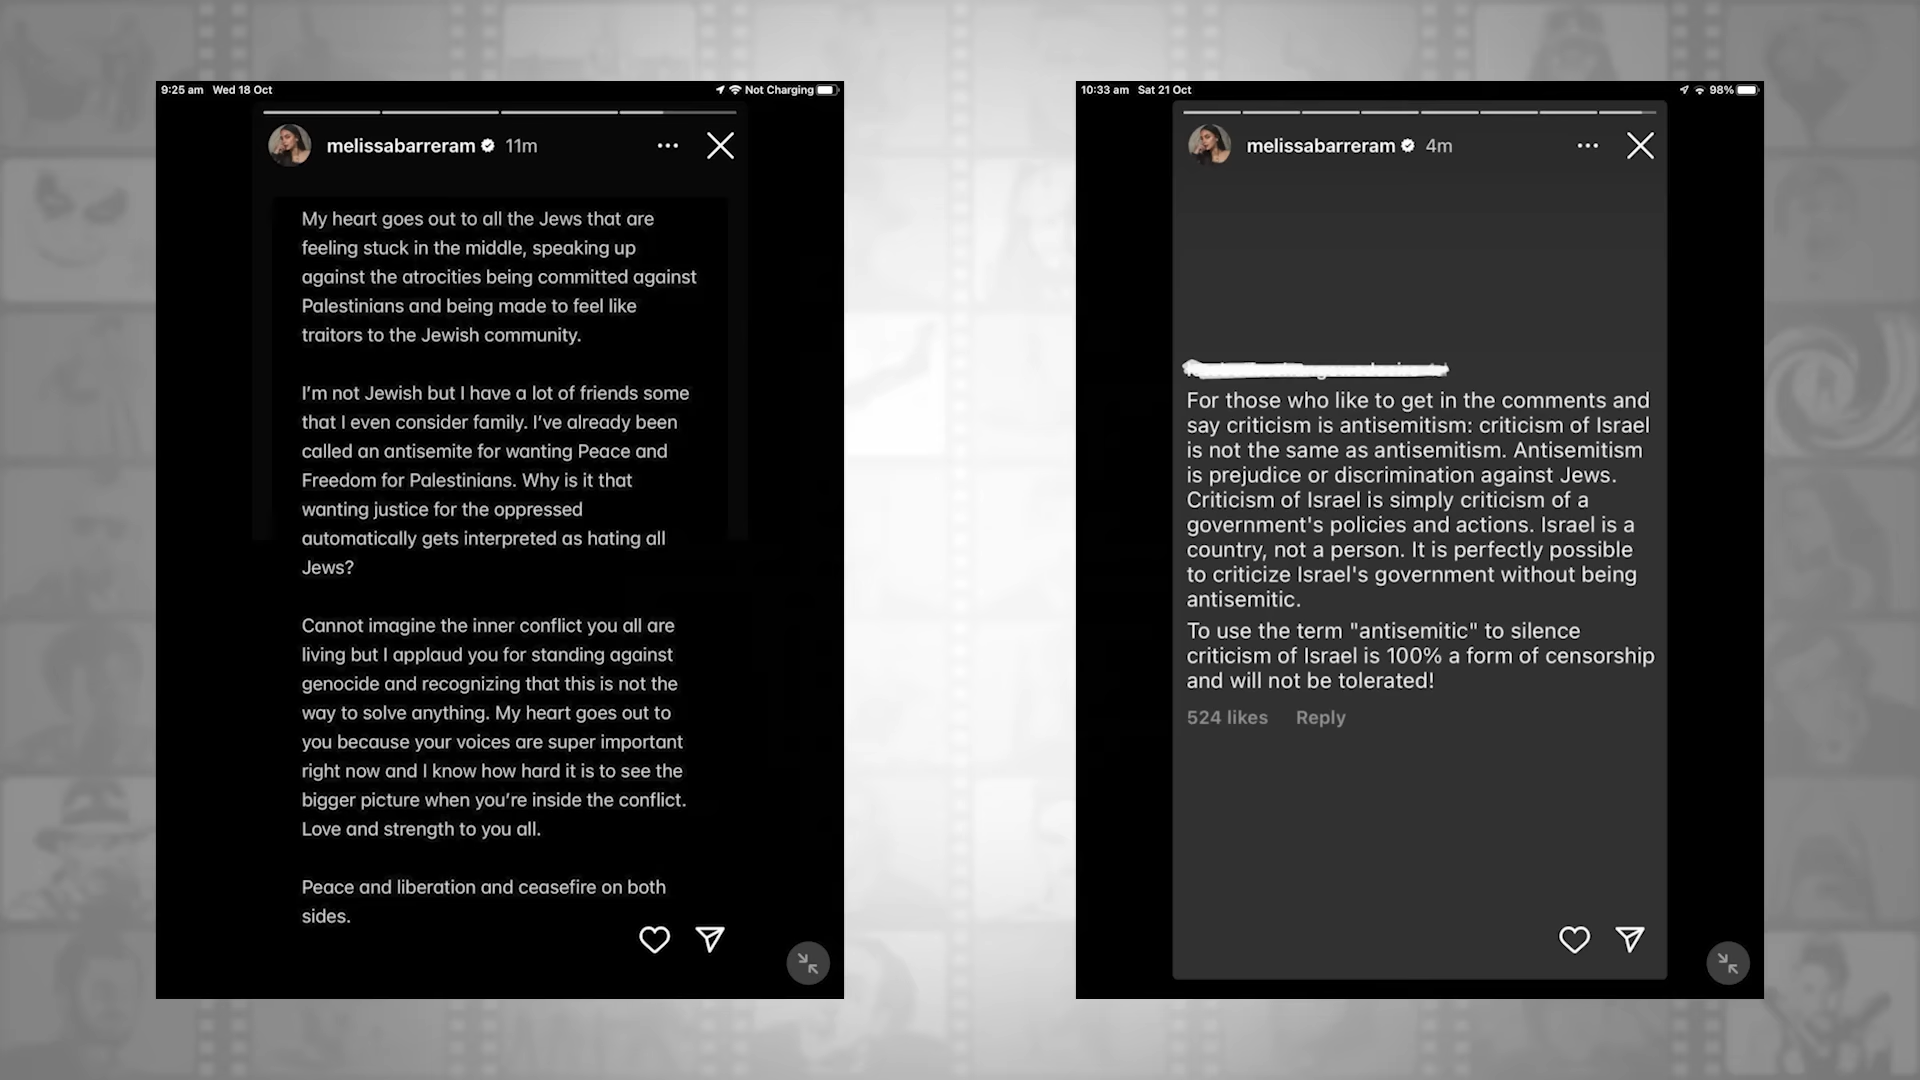 9:25 am Wed 18 Oct
Not Charging
melissabarreram 11m
My heart goes out to all the Jews that are
feeling stuck in the middle, speaking up
against the atrocities being committed against
Palestinians and being made to feel like
traitors to the Jewish community.
I'm not Jewish but I have a lot of friends some
that I even consider family. I've already been
called an antisemite for wanting Peace and
Freedom for Palestinians. Why is it that
wanting justice for the oppressed
automatically gets interpreted as hating all
Jews?
Cannot imagine the inner conflict you all are
living but I applaud you for standing against
genocide and recognizing that this is not the
way to solve anything. My heart goes out to
you because your voices are super important
right now and I know how hard it is to see the
bigger picture when you're inside the conflict.
Love and strength to you all.
Peace and liberation and ceasefire on both
sides.
10:33 am Sat 21 Oct
98%
melissabarreram 4m
For those who like to get in the comments and
say criticism is antisemitism: criticism of Israel
is not the same as antisemitism. Antisemitism
is prejudice or discrimination against Jews.
Criticism of Israel is simply criticism of a
government's policies and actions. Israel is a
country, not a person. It is perfectly possible
to criticize Israel's government without being
antisemitic.
To use the term "antisemitic" to silence
criticism of Israel is 100% a form of censorship
and will not be tolerated!
524 likes Reply